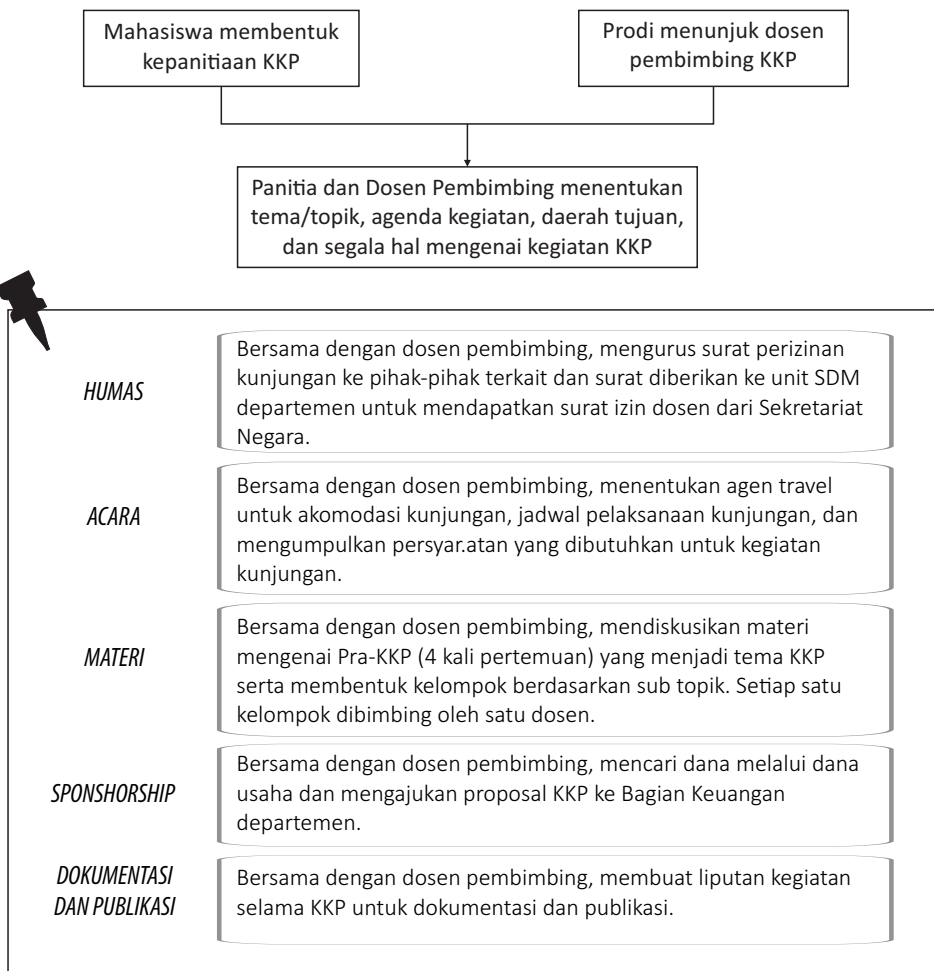 Mahasiswa membentuk
kepanitiaan KKP
Prodi menunjuk dosen
pembimbing KKP
Panitia dan Dosen Pembimbing menentukan
tema/topik, agenda kegiatan, daerah tujuan,
dan segala hal mengenai kegiatan KKP
HUMAS
Bersama dengan dosen pembimbing, mengurus surat perizinan
kunjungan ke pihak-pihak terkait dan surat diberikan ke unit SDM
departemen untuk mendapatkan surat izin dosen dari Sekretariat
Negara.
ACARA
Bersama dengan dosen pembimbing, menentukan agen travel
untuk akomodasi kunjungan, jadwal pelaksanaan kunjungan, dan
mengumpulkan persyar.atan yang dibutuhkan untuk kegiatan
kunjungan.
MATERI
Bersama dengan dosen pembimbing, mendiskusikan materi
mengenai Pra-KKP (4 kali pertemuan) yang menjadi tema KKP
serta membentuk kelompok berdasarkan sub topik. Setiap satu
kelompok dibimbing oleh satu dosen.
SPONSHORSHIP
Bersama dengan dosen pembimbing, mencari dana melalui dana
usaha dan mengajukan proposal KKP ke Bagian Keuangan
departemen.
DOKUMENTASI
DAN PUBLIKASI
Bersama dengan dosen pembimbing, membuat liputan kegiatan
selama KKP untuk dokumentasi dan publikasi.